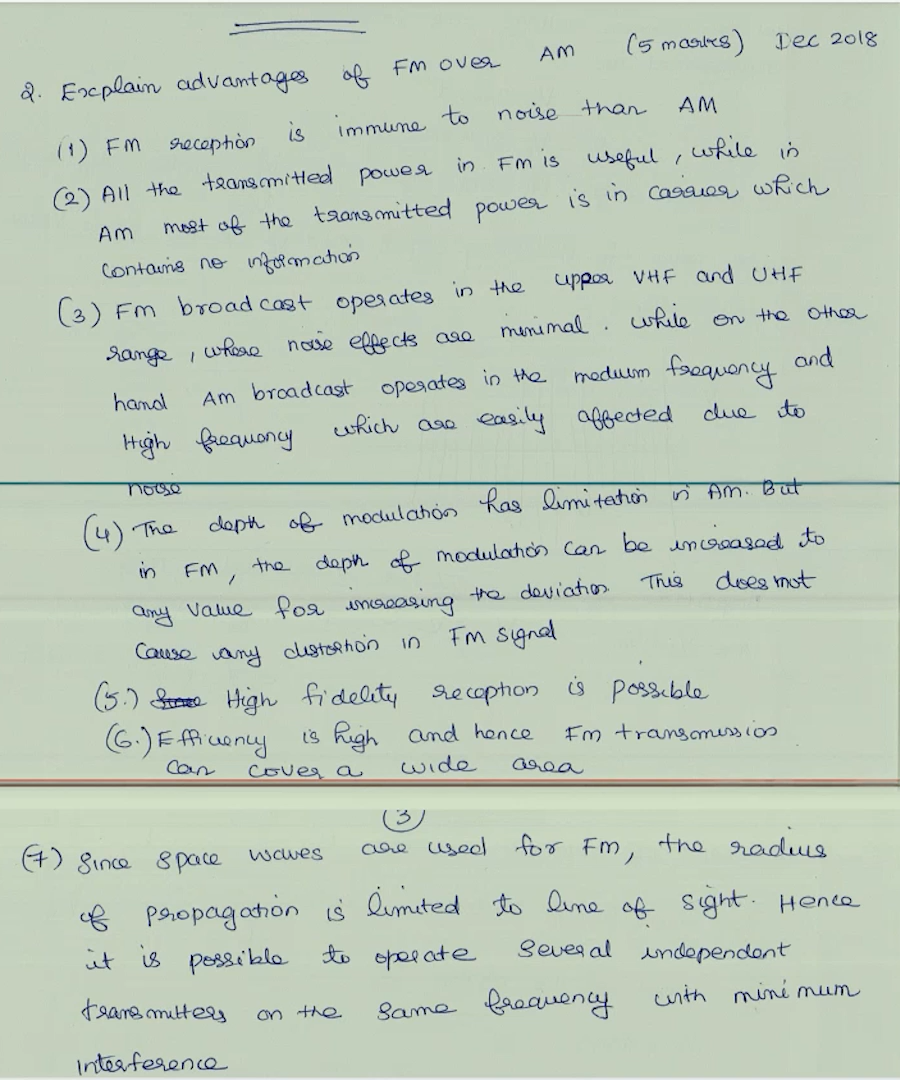 2. Explain advantages of FM over AM (5 marks) Dec 2018
(1) FM reception is immune to noise than AM
(2) All the transmitted power in Fm is useful, while in
Am most of the transmitted power is in carrier which
contains no information
(3) Fm broadcast operates in the upper VHF and UHF
range, where noise effects are minimal. while on the other
hand Am broadcast operates in the medium frequency and
High frequency which are easily affected due to
noise
(4) The depth of modulation has limitation in Am. But
in FM, the depth of modulation can be increased to
any value for increasing the deviation This does not
Cause any distortion in Fm signal
(5.) High fidelity reception is possible
(6.) Efficiency is high and hence Fm transmission
can cover a wide area
(3)
(7) Since space waves are used for Fm, the radius
of propagation is limited to line of sight. Hence
it is possible to operate several independent
transmitters on the same frequency with minimum
interference